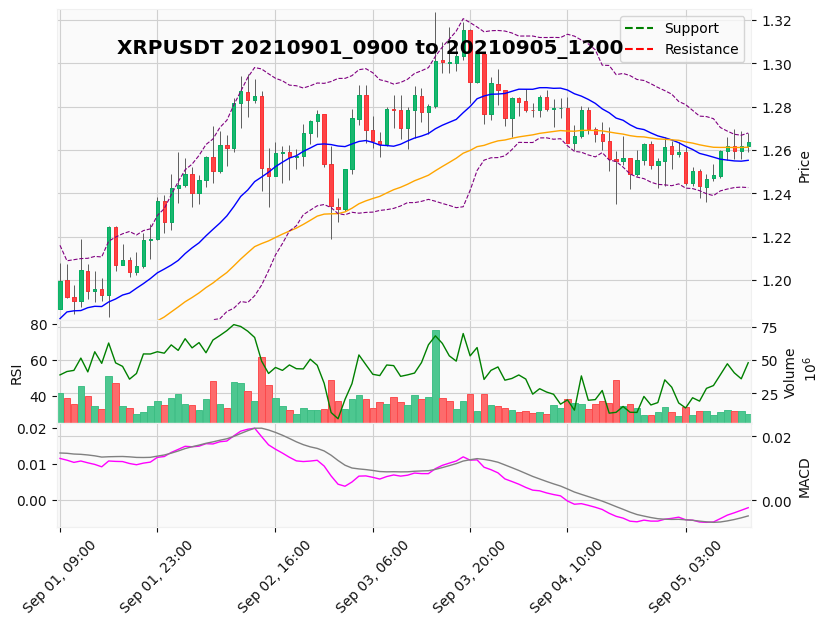 XRPUSDT 20210901_0900 to 20210905_1200
Support
Resistance
1.32
1.30
1.28
1.26
1.24
1.22
1.20
Price
80
60
40
RSI
75
50
25
Volume
10^6
0.02
0.01
0.00
0.02
0.00
MACD
Sep 01, 09:00
Sep 01, 23:00
Sep 02, 16:00
Sep 03, 06:00
Sep 03, 20:00
Sep 04, 10:00
Sep 05, 03:00